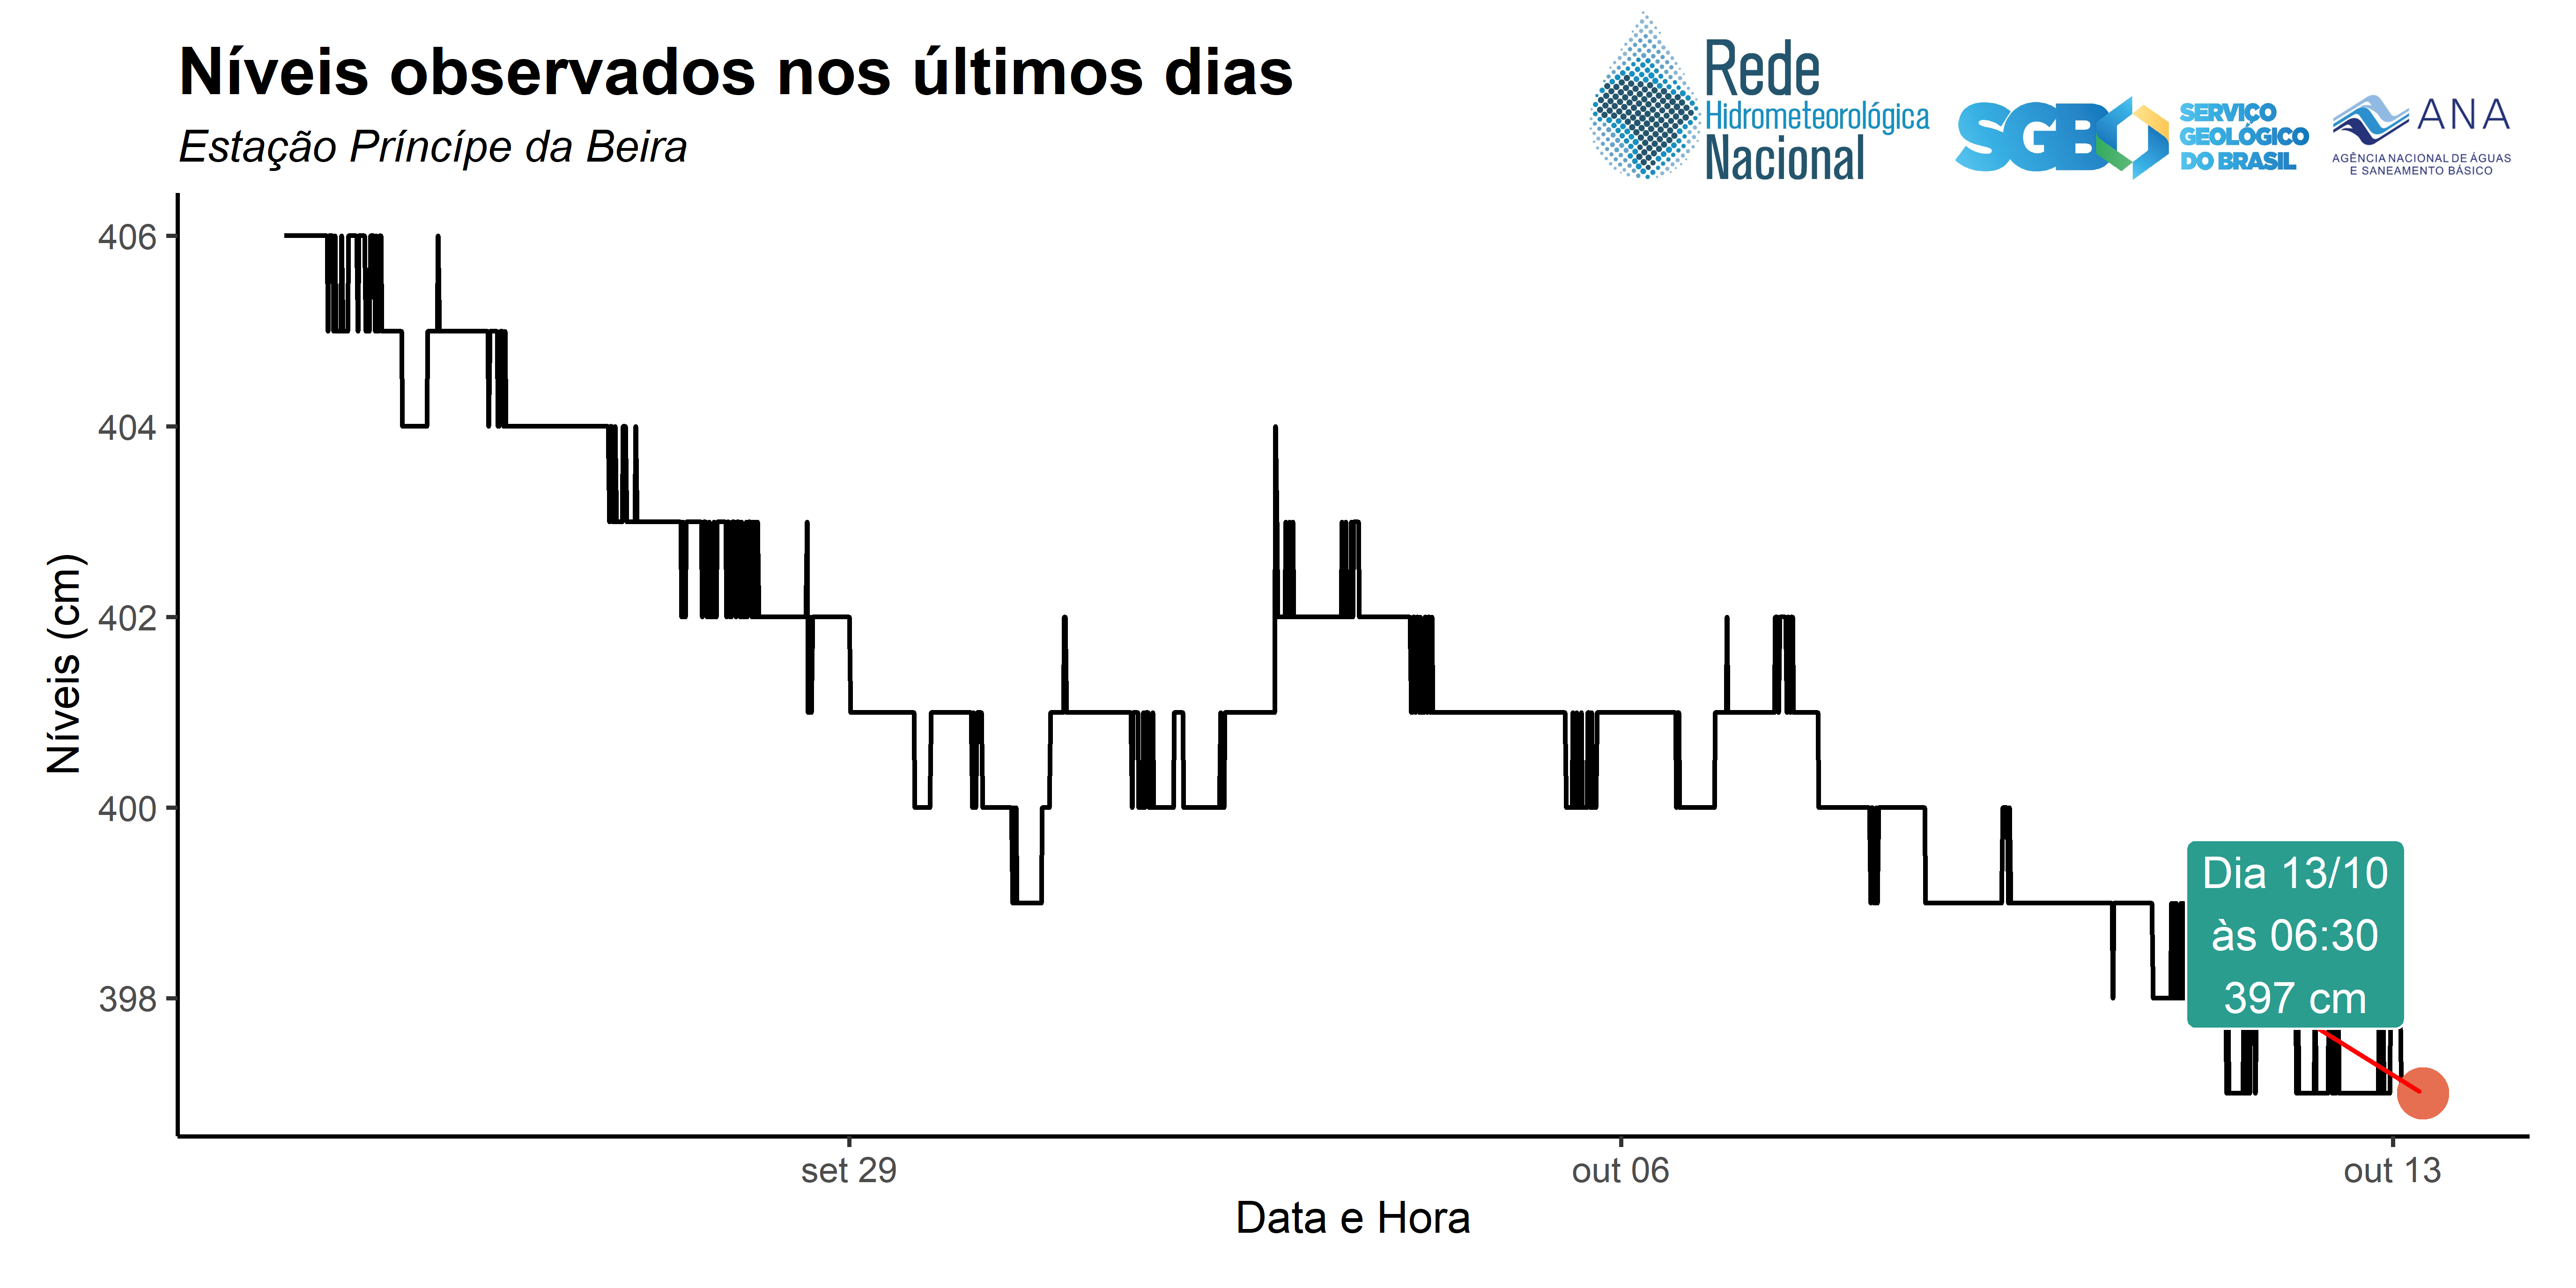 Níveis observados nos últimos dias
Estação Príncípe da Beira
Rede
Hidrometeorológica
Nacional
SGB
SERVIÇO
GEOLÓGICO
DO BRASIL
ANA
AGÊNCIA NACIONAL DE ÁGUAS
E SANEAMENTO BÁSICO
Níveis (cm)
406
404
402
400
398
Dia 13/10
às 06:30
397 cm
set 29
out 06
out 13
Data e Hora